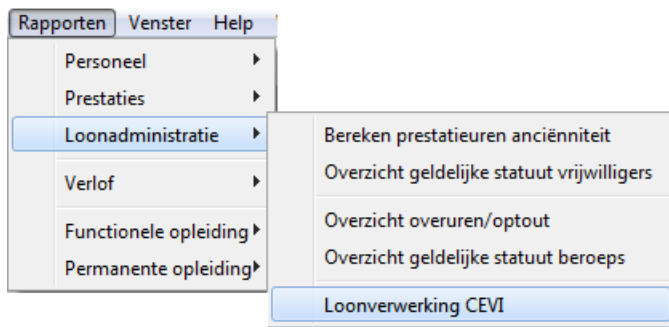 Rapporten Venster Help
Personeel
Prestaties
Loonadministratie
Verlof
Functionele opleiding
Permanente opleiding
Bereken prestatieuren anciënniteit
Overzicht geldelijke statuut vrijwilligers
Overzicht overuren/optout
Overzicht geldelijke statuut beroeps
Loonverwerking CEVI